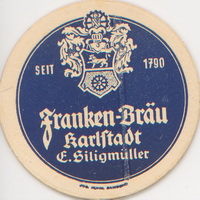 SEIT 1790
Franken-Bräu
Karlstadt
E. Siligmüller